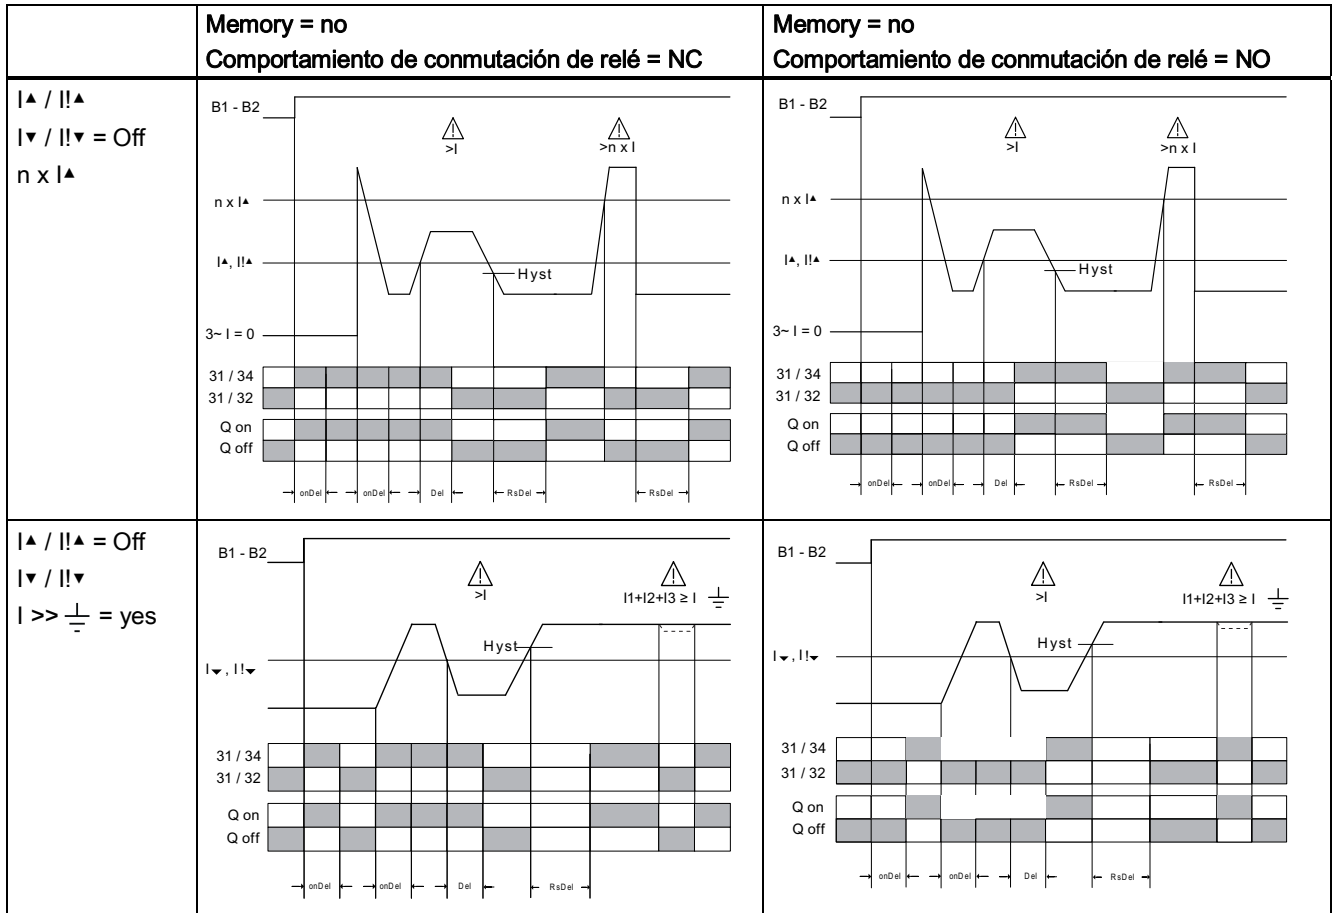 Memory = no
Comportamiento de conmutación de relé = NC
Memory = no
Comportamiento de conmutación de relé = NO
I▲ / I!▲
I▼ / I!▼ = Off
n x I▲
B1 - B2
>I
>n x I
n x I▲
I▲, I!▲
Hyst
3~ I = 0
31 / 34
31 / 32
Q on
Q off
onDel
onDel
Del
RsDel
RsDel
B1 - B2
>I
>n x I
n x I▲
I▲, I!▲
Hyst
3~ I = 0
31 / 34
31 / 32
Q on
Q off
onDel
onDel
Del
RsDel
RsDel
I▲ / I!▲ = Off
I▼ / I!▼
I >> ⏚ = yes
B1 - B2
>I
I1+I2+I3 ≥ I ⏚
Hyst
I▼, I!▼
31 / 34
31 / 32
Q on
Q off
onDel
onDel
Del
RsDel
B1 - B2
>I
I1+I2+I3 ≥ I ⏚
Hyst
I▼, I!▼
31 / 34
31 / 32
Q on
Q off
onDel
onDel
Del
RsDel